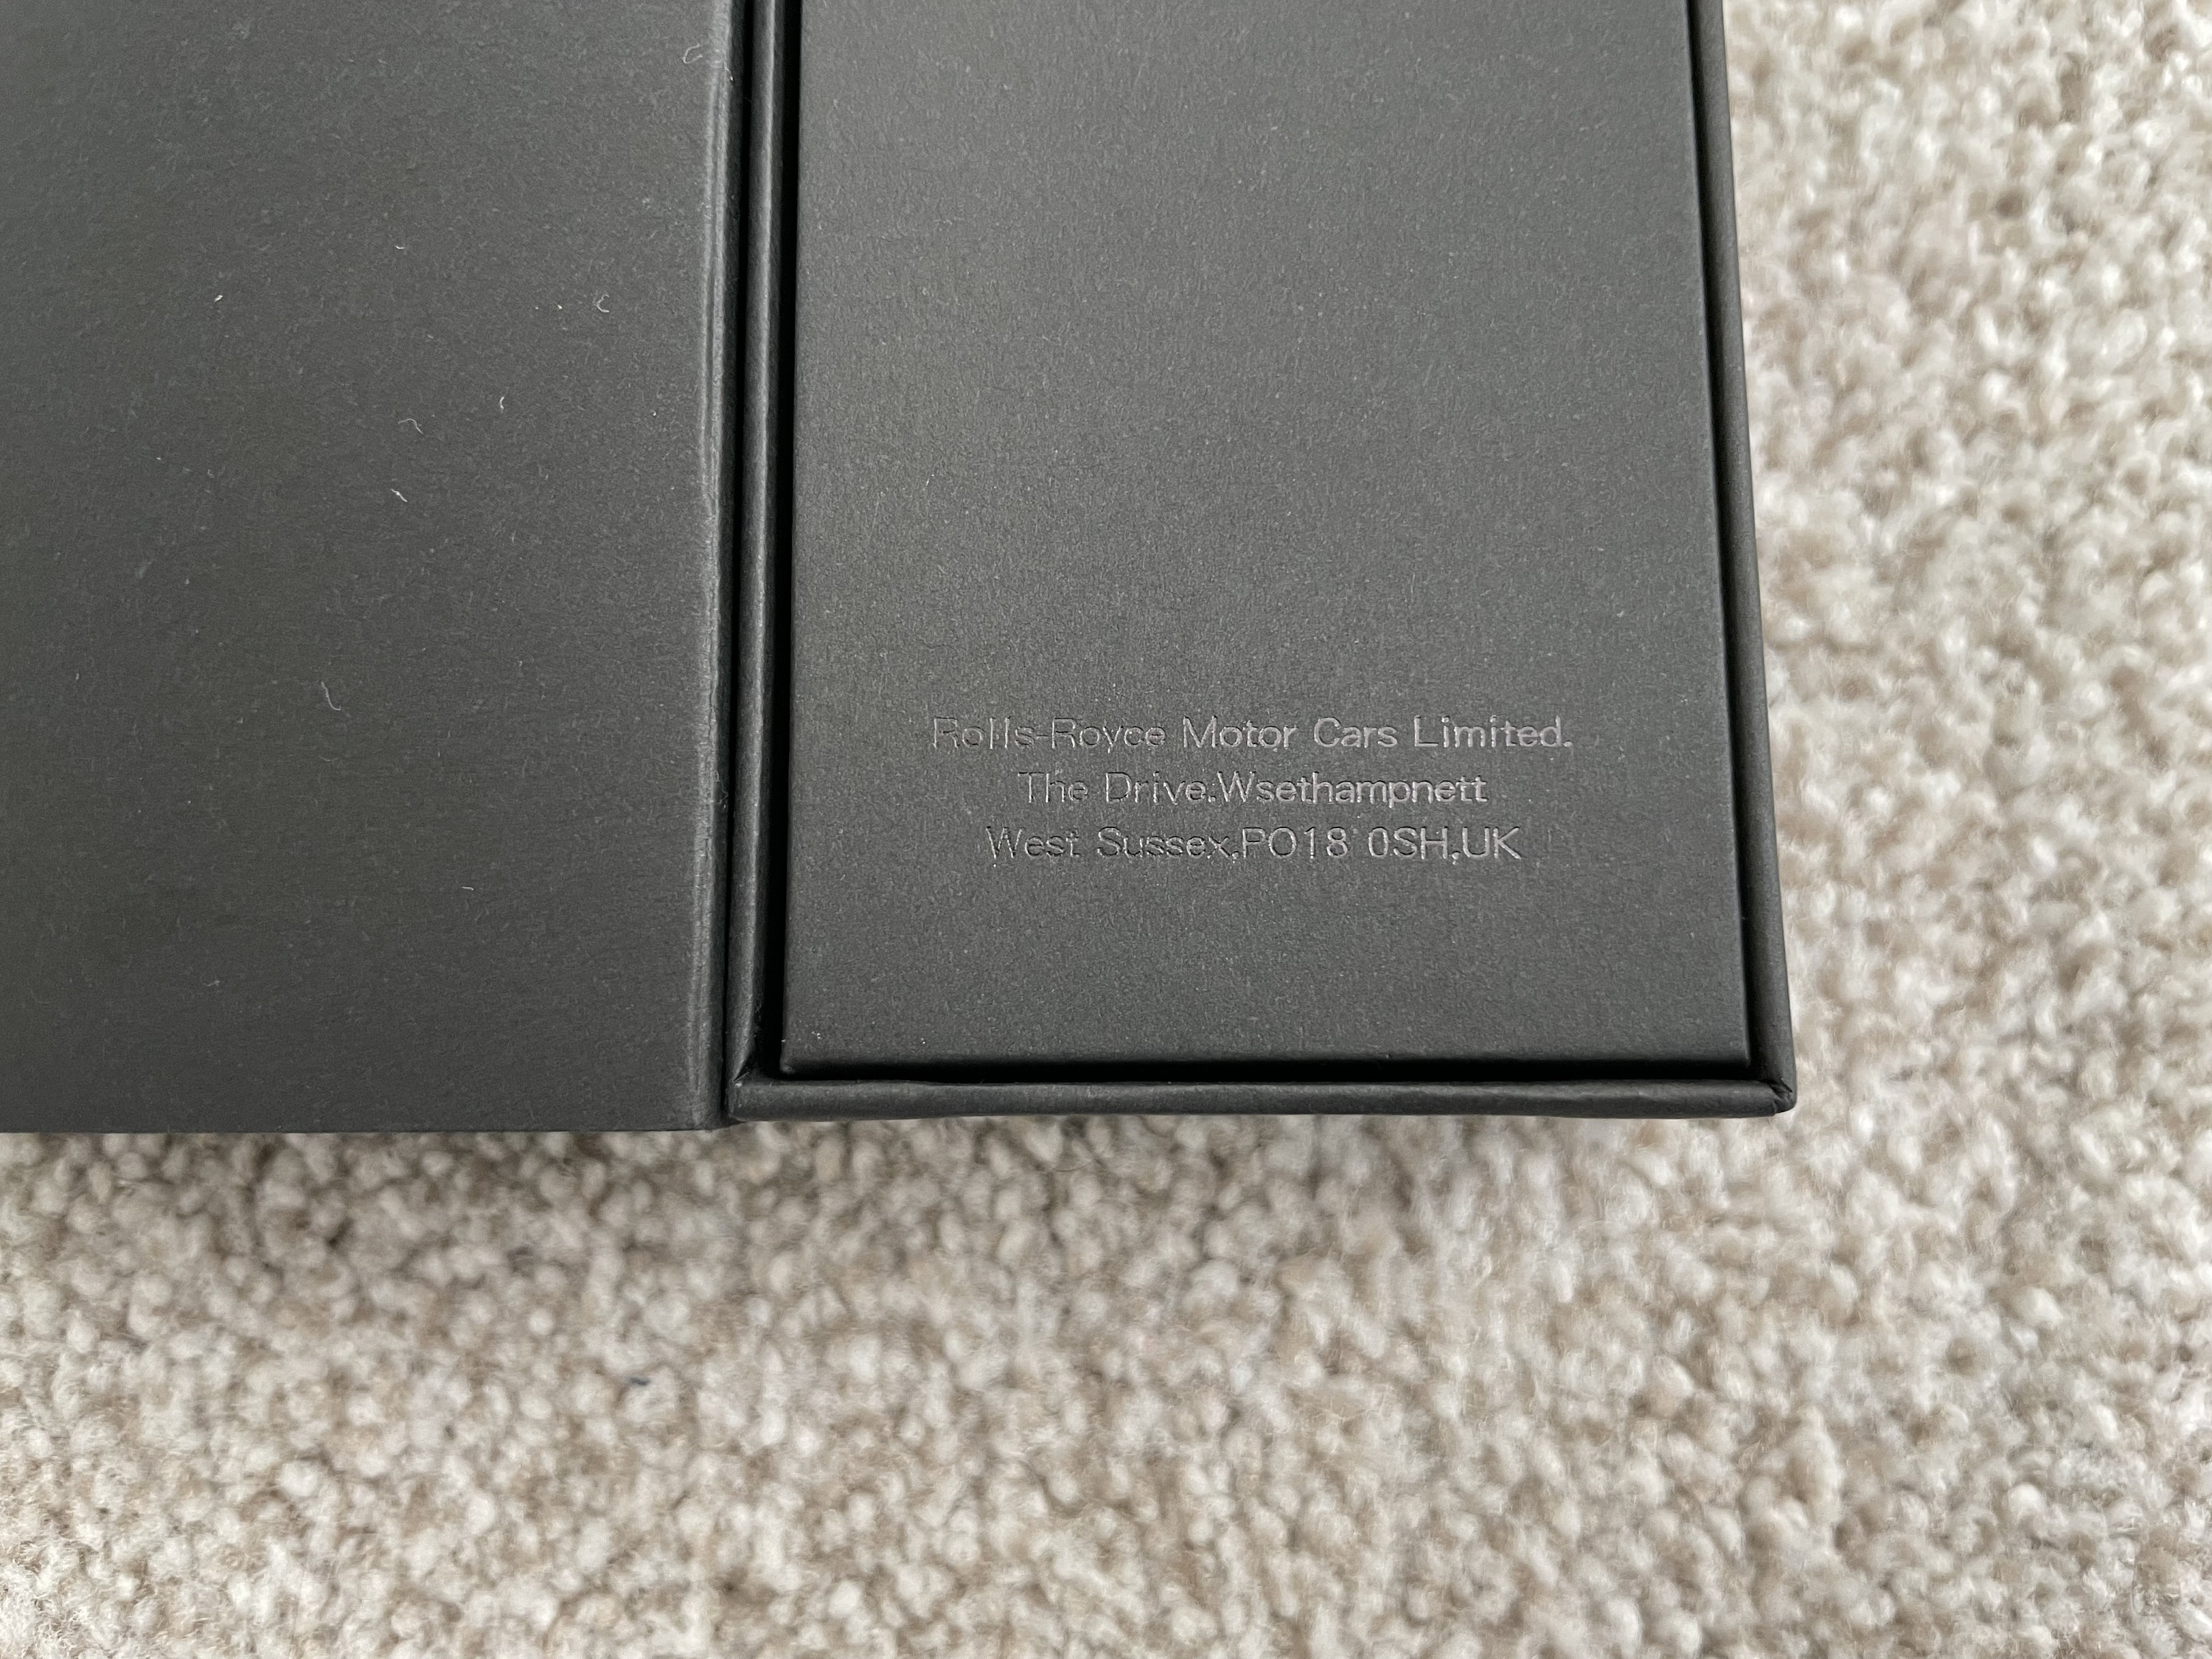 Rolls-Royce Motor Cars Limited.
The Drive.Wsethampnett
West Sussex,PO18 0SH,UK